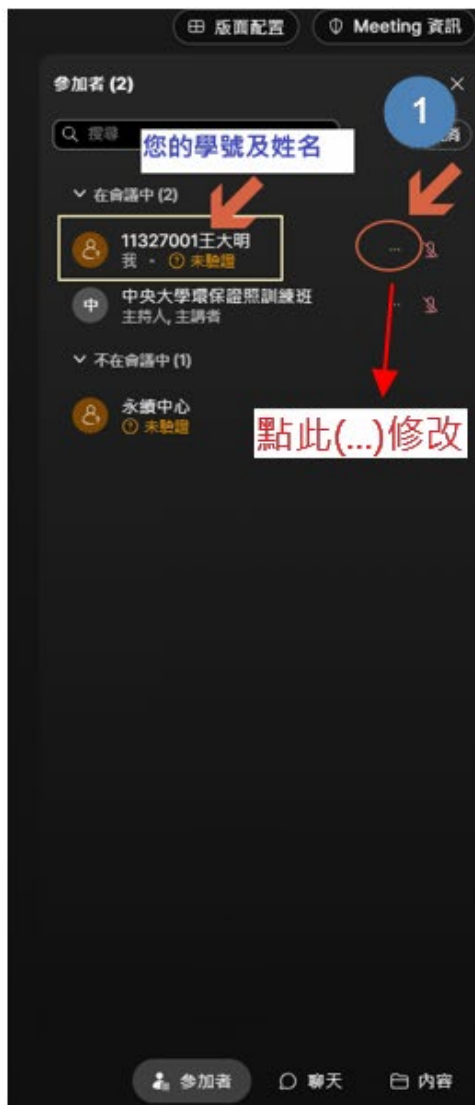 版面配置
Meeting 資訊
參加者 (2)
1
搜尋
您的學號及姓名
在會議中 (2)
11327001王大明
我 - 未驗證
...
中央大學環保證照訓練班
主持人, 主講者
不在會議中 (1)
永續中心
未驗證
點此(...)修改
參加者
聊天
內容